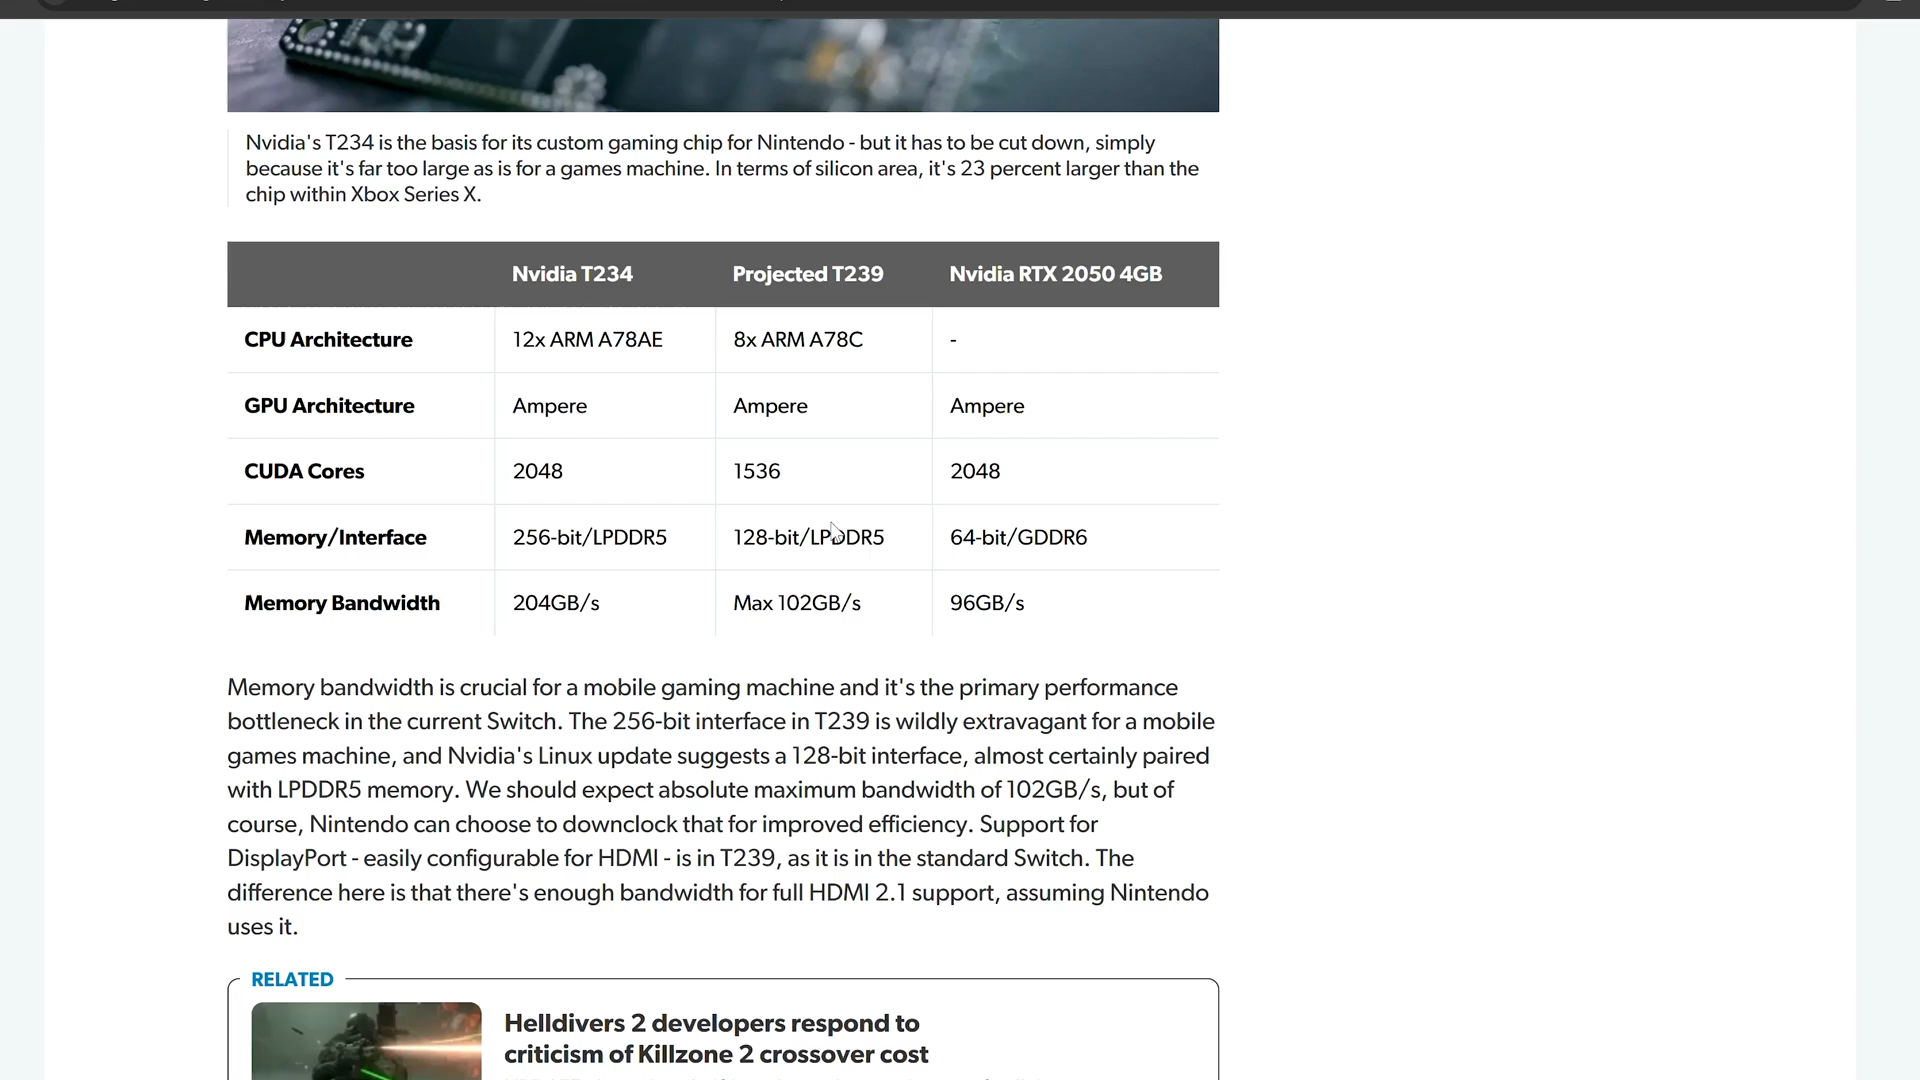 Nvidia's T234 is the basis for its custom gaming chip for Nintendo - but it has to be cut down, simply
because it's far too large as is for a games machine. In terms of silicon area, it's 23 percent larger than the
chip within Xbox Series X.
Nvidia T234 Projected T239 Nvidia RTX 2050 4GB
CPU Architecture 12x ARM A78AE 8x ARM A78C -
GPU Architecture Ampere Ampere Ampere
CUDA Cores 2048 1536 2048
Memory/Interface 256-bit/LPDDR5 128-bit/LPDDR5 64-bit/GDDR6
Memory Bandwidth 204GB/s Max 102GB/s 96GB/s
Memory bandwidth is crucial for a mobile gaming machine and it's the primary performance
bottleneck in the current Switch. The 256-bit interface in T239 is wildly extravagant for a mobile
games machine, and Nvidia's Linux update suggests a 128-bit interface, almost certainly paired
with LPDDR5 memory. We should expect absolute maximum bandwidth of 102GB/s, but of
course, Nintendo can choose to downclock that for improved efficiency. Support for
DisplayPort - easily configurable for HDMI - is in T239, as it is in the standard Switch. The
difference here is that there's enough bandwidth for full HDMI 2.1 support, assuming Nintendo
uses it.
RELATED
Helldivers 2 developers respond to
criticism of Killzone 2 crossover cost